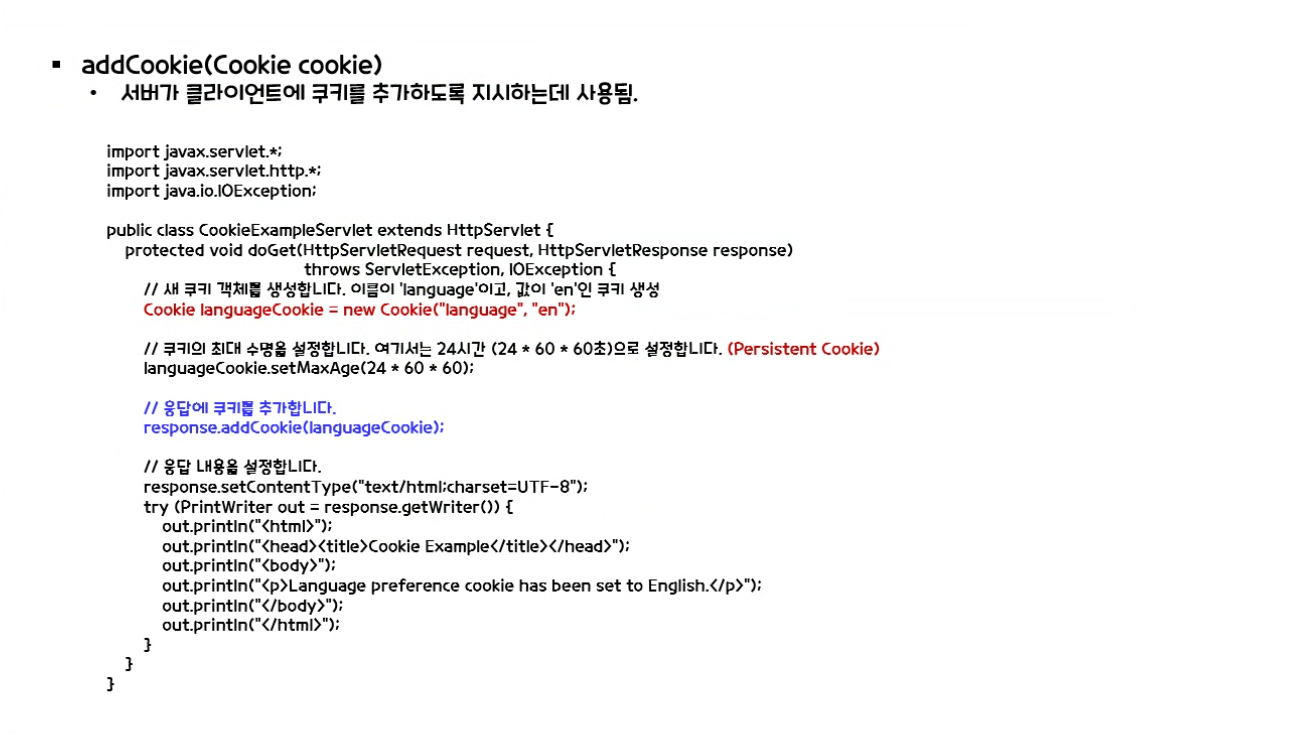 ▪ addCookie(Cookie cookie)
• 서버가 클라이언트에 쿠키를 추가하도록 지시하는데 사용됨.
import javax.servlet.*;
import javax.servlet.http.*;
import java.io.IOException;
public class CookieExampleServlet extends HttpServlet {
protected void doGet(HttpServletRequest request, HttpServletResponse response)
throws ServletException, IOException {
// 새 쿠키 객체를 생성합니다. 이름이 'language'이고, 값이 'en'인 쿠키 생성
Cookie languageCookie = new Cookie("language", "en");
// 쿠키의 최대 수명을 설정합니다. 여기서는 24시간 (24 * 60 * 60초)으로 설정합니다. (Persistent Cookie)
languageCookie.setMaxAge(24 * 60 * 60);
// 응답에 쿠키를 추가합니다.
response.addCookie(languageCookie);
// 응답 내용을 설정합니다.
response.setContentType("text/html;charset=UTF-8");
try (PrintWriter out = response.getWriter()) {
out.println("<html>");
out.println("<head><title>Cookie Example</title></head>");
out.println("<body>");
out.println("<p>Language preference cookie has been set to English.</p>");
out.println("</body>");
out.println("</html>");
}
}
}